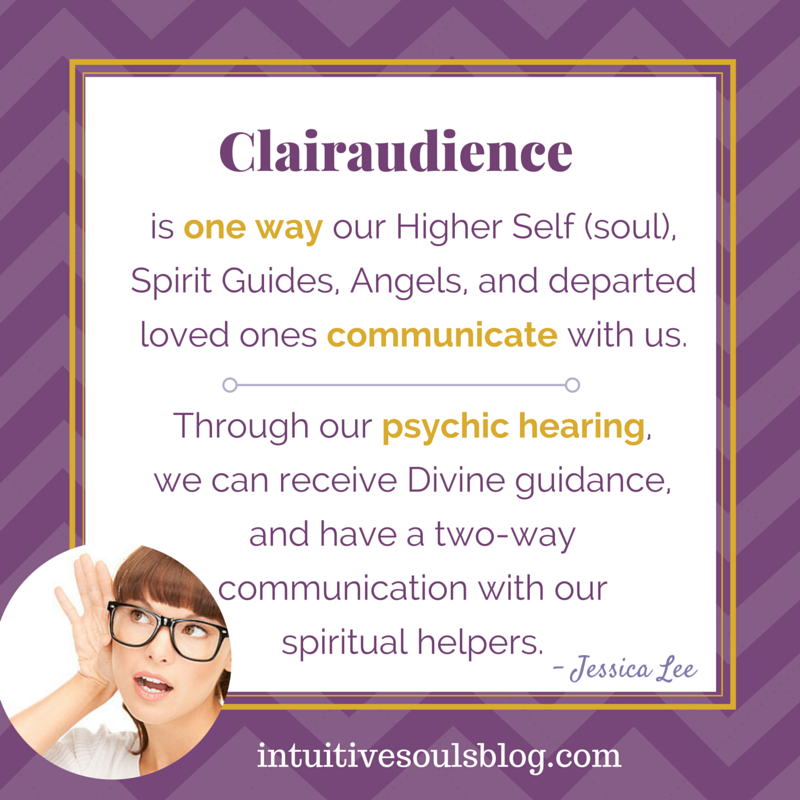 Clairaudience
is one way our Higher Self (soul),
Spirit Guides, Angels, and departed
loved ones communicate with us.
Through our psychic hearing,
we can receive Divine guidance,
and have a two-way
communication with our
spiritual helpers.
- Jessica Lee
intuitivesoulsblog.com